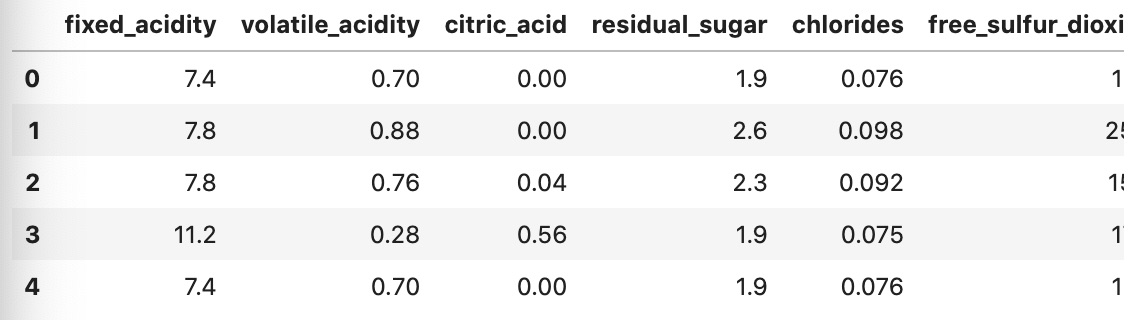 fixed_acidity volatile_acidity citric_acid residual_sugar chlorides
0 7.4 0.70 0.00 1.9 0.076
1 7.8 0.88 0.00 2.6 0.098
2 7.8 0.76 0.04 2.3 0.092
3 11.2 0.28 0.56 1.9 0.075
4 7.4 0.70 0.00 1.9 0.076